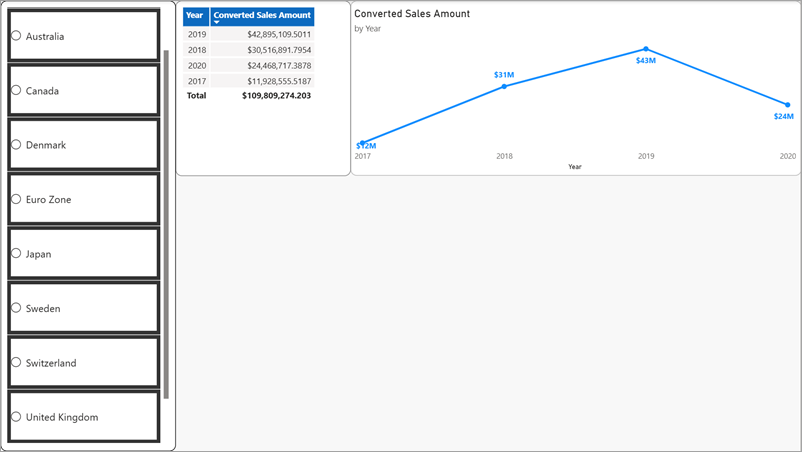 Australia
Canada
Denmark
Euro Zone
Japan
Sweden
Switzerland
United Kingdom
Year Converted Sales Amount
2019 $42,895,109.5011
2018 $30,516,891.7954
2020 $24,468,717.3878
2017 $11,928,555.5187
Total $109,809,274.203
Converted Sales Amount
by Year
$12M
$31M
$43M
$24M
2017 2018 2019 2020
Year